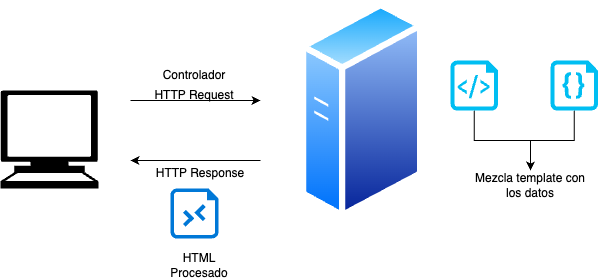 Controlador
HTTP Request
HTTP Response
HTML
Procesado
</>
{}
Mezcla template con
los datos